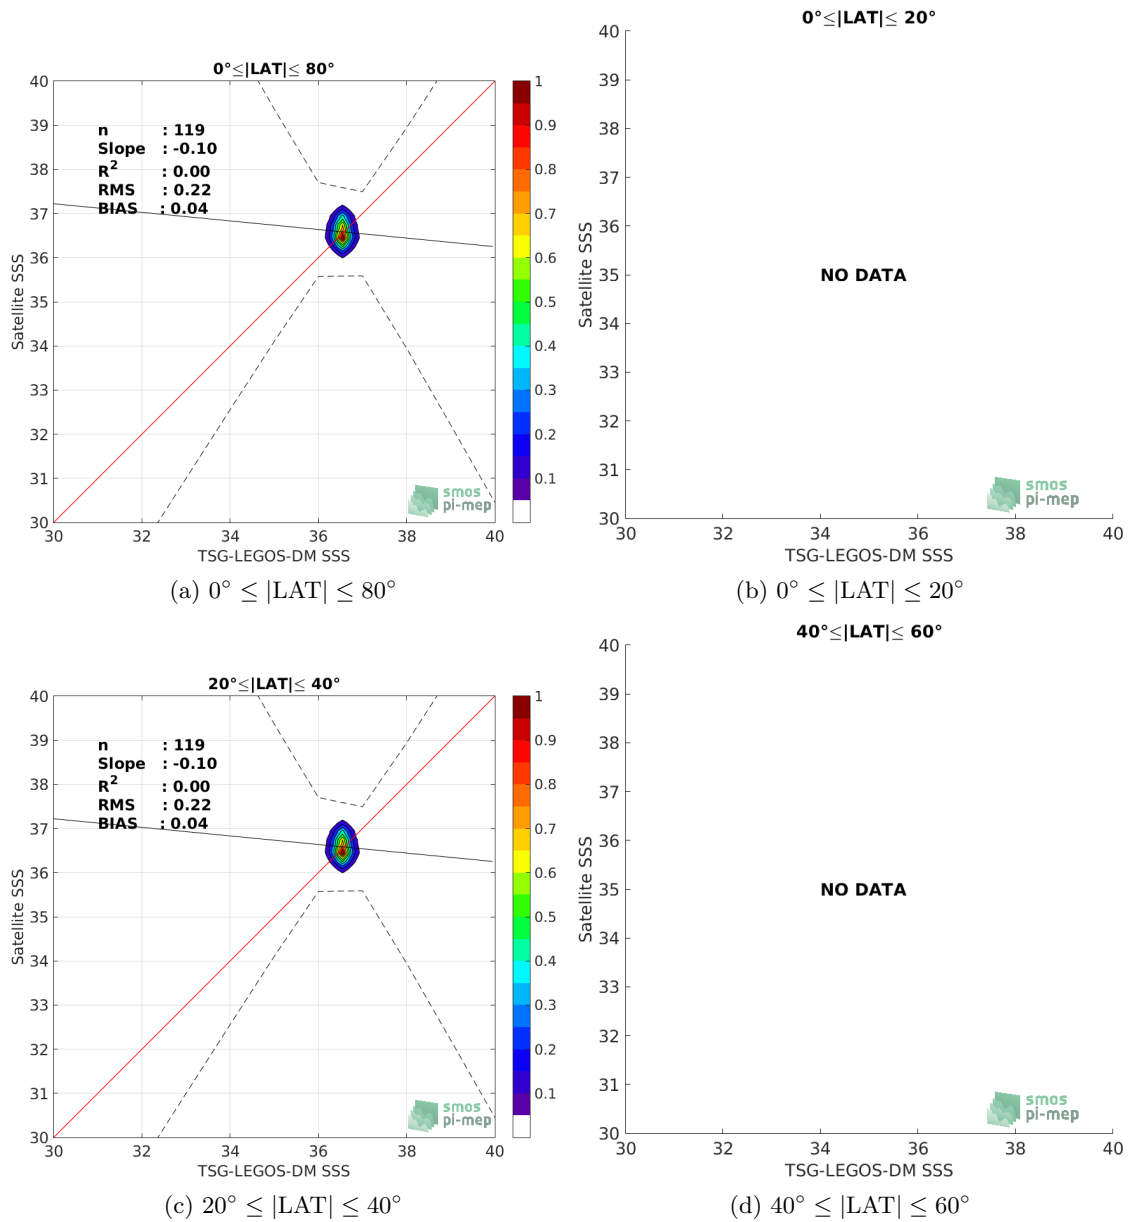 0°≤|LAT|≤ 80°
n : 119
Slope : -0.10
R² : 0.00
RMS : 0.22
BIAS : 0.04
40
39
38
37
36
35
34
33
32
31
30
Satellite SSS
30 32 34 36 38 40
TSG-LEGOS-DM SSS
1
0.9
0.8
0.7
0.6
0.5
0.4
0.3
0.2
0.1
smos
pi-mep
(a) 0° ≤ |LAT| ≤ 80°
0°≤|LAT|≤ 20°
40
39
38
37
36
35
34
33
32
31
30
Satellite SSS
NO DATA
30 32 34 36 38 40
TSG-LEGOS-DM SSS
smos
pi-mep
(b) 0° ≤ |LAT| ≤ 20°
20°≤|LAT|≤ 40°
n : 119
Slope : -0.10
R² : 0.00
RMS : 0.22
BIAS : 0.04
40
39
38
37
36
35
34
33
32
31
30
Satellite SSS
30 32 34 36 38 40
TSG-LEGOS-DM SSS
1
0.9
0.8
0.7
0.6
0.5
0.4
0.3
0.2
0.1
smos
pi-mep
(c) 20° ≤ |LAT| ≤ 40°
40°≤|LAT|≤ 60°
40
39
38
37
36
35
34
33
32
31
30
Satellite SSS
NO DATA
30 32 34 36 38 40
TSG-LEGOS-DM SSS
smos
pi-mep
(d) 40° ≤ |LAT| ≤ 60°